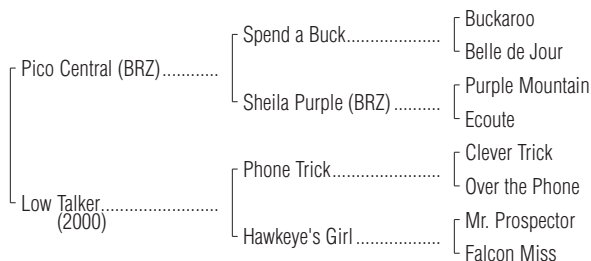 Buckaroo
Spend a Buck....................
Belle de Jour
Pico Central (BRZ)............
Purple Mountain
Sheila Purple (BRZ) ..........
Ecoute
Clever Trick
Phone Trick.......................
Over the Phone
Low Talker.........................
(2000)
Mr. Prospector
Hawkeye's Girl ..................
Falcon Miss